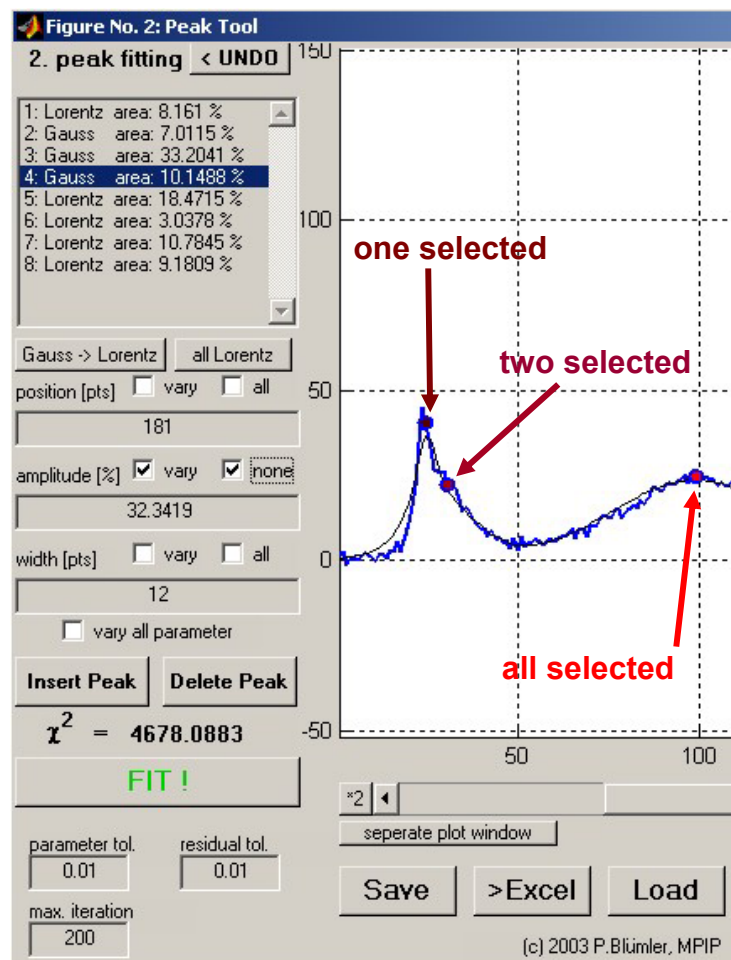 Figure No. 2: Peak Tool
2. peak fitting
< UNDO
1: Lorentz area: 8.161 %
2: Gauss area: 7.0115 %
3: Gauss area: 33.2041 %
4: Gauss area: 10.1488 %
5: Lorentz area: 18.4715 %
6: Lorentz area: 3.0378 %
7: Lorentz area: 10.7845 %
8: Lorentz area: 9.1809 %
Gauss -> Lorentz
all Lorentz
position [pts] vary all
181
amplitude [%] vary none
32.3419
width [pts] vary all
12
vary all parameter
Insert Peak
Delete Peak
χ2 = 4678.0883
FIT !
parameter tol.
0.01
residual tol.
0.01
max. iteration
200
150
100
50
0
-50
50
100
one selected
two selected
all selected
*2
seperate plot window
Save
>Excel
Load
(c) 2003 P.Blümler, MPIP